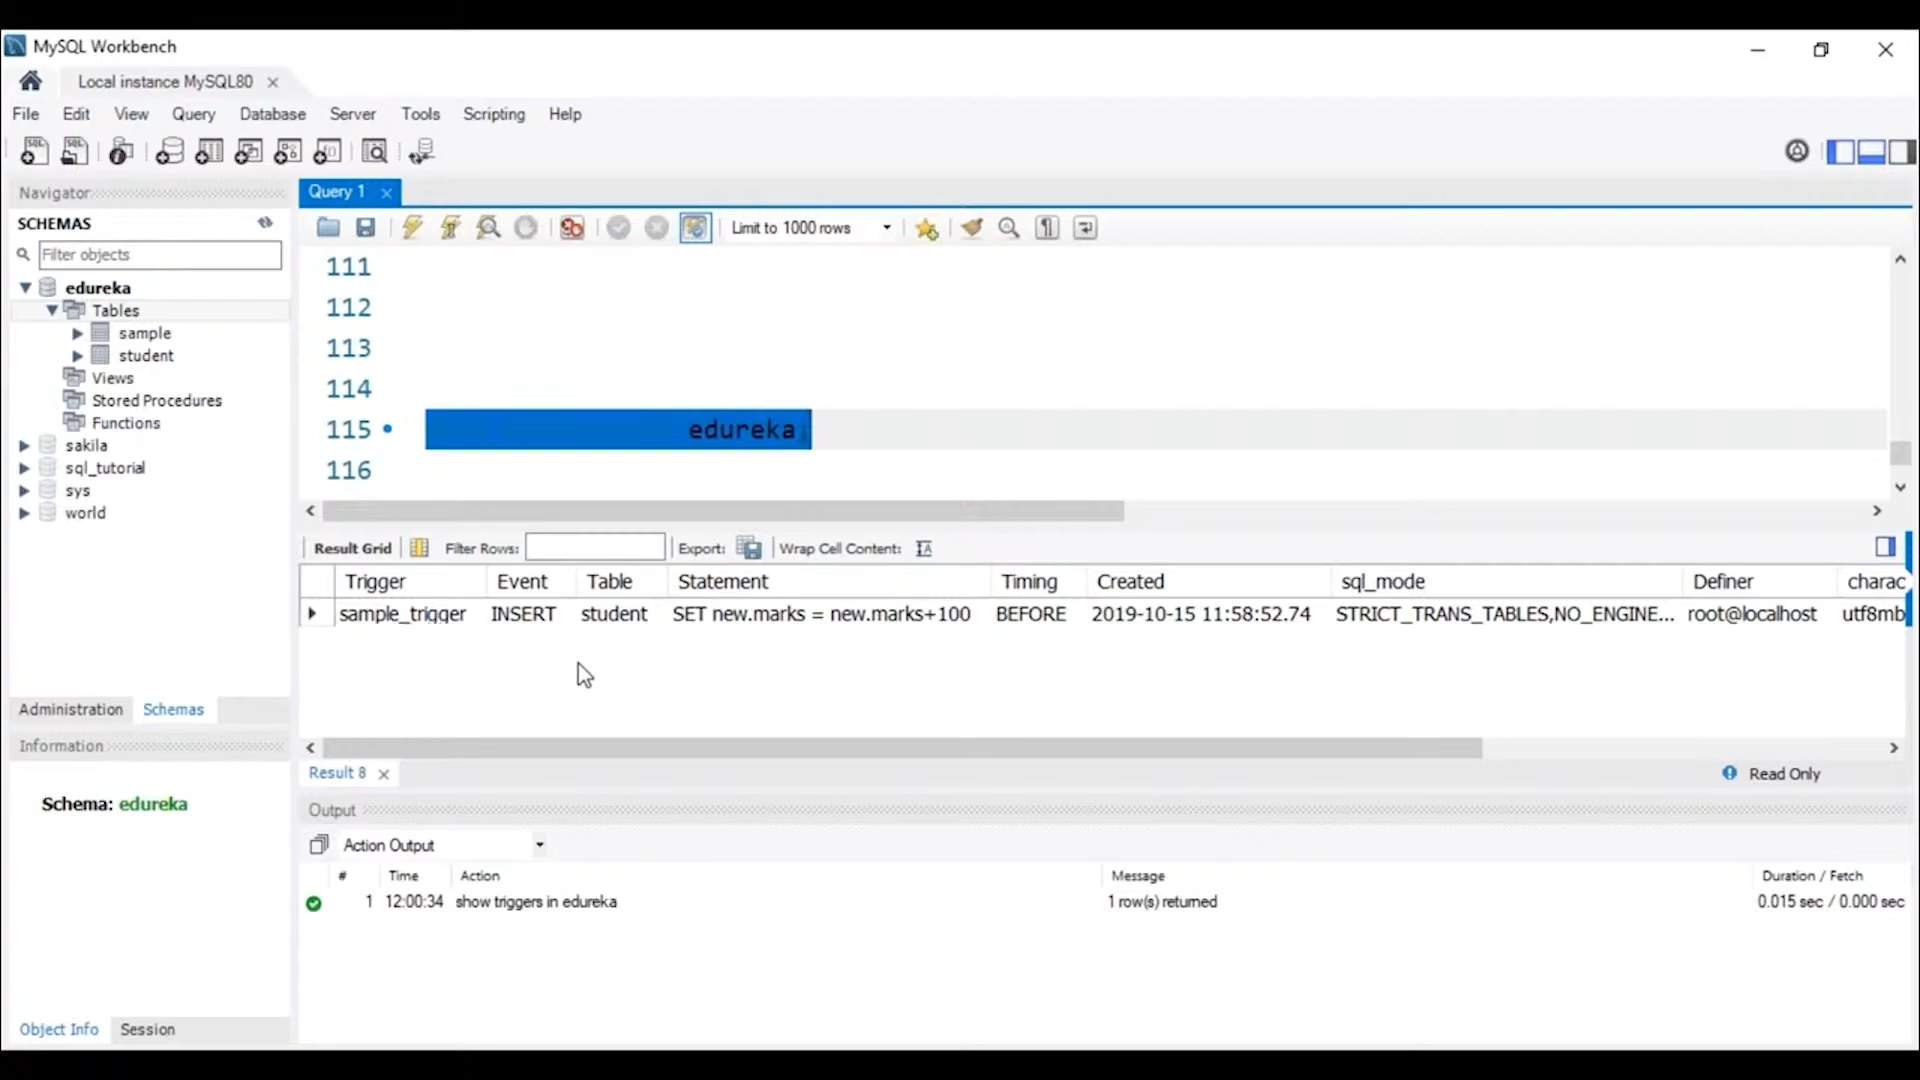 MySQL Workbench
Local instance MySQL80
File Edit View Query Database Server Tools Scripting Help
Navigator
SCHEMAS
Filter objects
edureka
Tables
sample
student
Views
Stored Procedures
Functions
sakila
sql_tutorial
sys
world
Administration Schemas
Information
Schema: edureka
Object Info Session
Query 1
Limit to 1000 rows
111
112
113
114
115 edureka;
116
Result Grid Filter Rows: Export: Wrap Cell Content:
Trigger Event Table Statement Timing Created sql_mode Definer charac
sample_trigger INSERT student SET new.marks = new.marks+100 BEFORE 2019-10-15 11:58:52.74 STRICT_TRANS_TABLES,NO_ENGINE... root@localhost utf8mb
Result 8 Read Only
Output
Action Output
# Time Action Message Duration / Fetch
1 12:00:34 show triggers in edureka 1 row(s) returned 0.015 sec / 0.000 sec